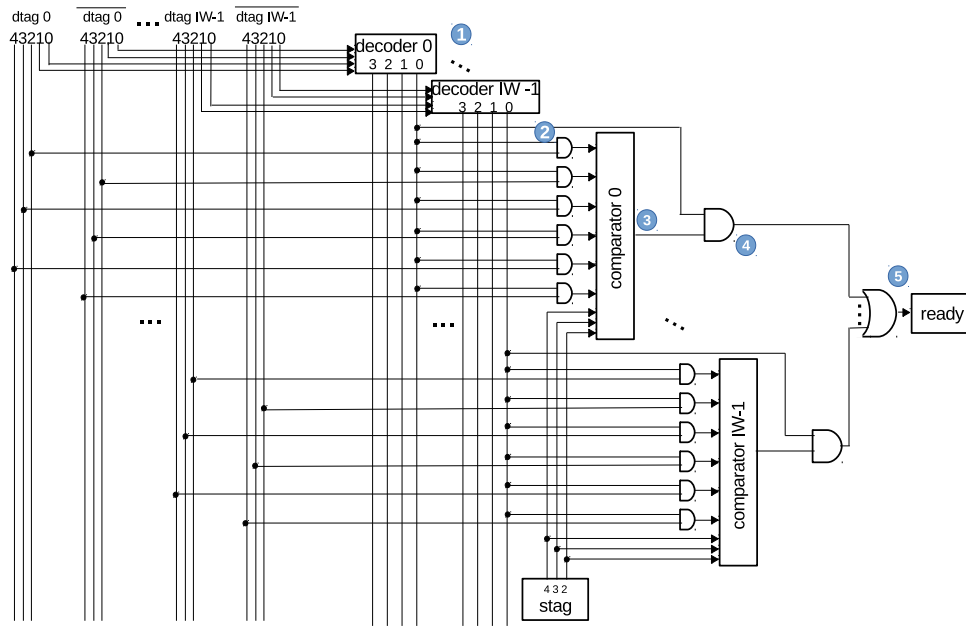 dtag 0 dtag 0 dtag IW-1 dtag IW-1
43210 43210 43210 43210
decoder 0
3 2 1 0
1
decoder IW -1
3 2 1 0
2
comparator 0
3
4
5
ready
comparator IW-1
4 3 2
stag